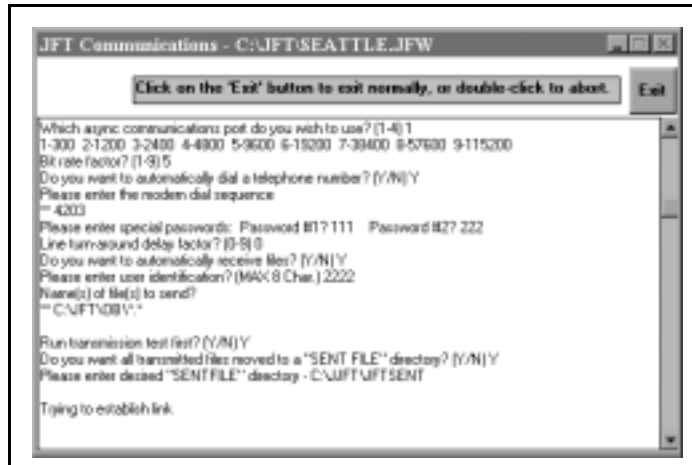 JFT Communications - C:\JFT\SEATTLE.JFW
Click on the 'Exit' button to exit normally, or double-click to abort.
Exit
Which async communications port do you wish to use? (1-4) 1
1-300 2-1200 3-2400 4-4800 5-9600 6-19200 7-38400 8-57600 9-115200
Bit rate factor? (1-9) 5
Do you want to automatically dial a telephone number? (Y/N) Y
Please enter the modem dial sequence
4203
Please enter special passwords: Password #1? 111 Password #2? 222
Line turn-around delay factor? (0-9) 0
Do you want to automatically receive files? (Y/N) Y
Please enter user identification? (MAX 8 Char.) 2222
Name(s) of file(s) to send?
C:\JFT\OB\*.*
Run transmission test first? (Y/N) Y
Do you want all transmitted files moved to a "SENT FILE" directory? (Y/N) Y
Please enter desired "SENT FILE" directory - C:\JFT\JFTSENT
Trying to establish link